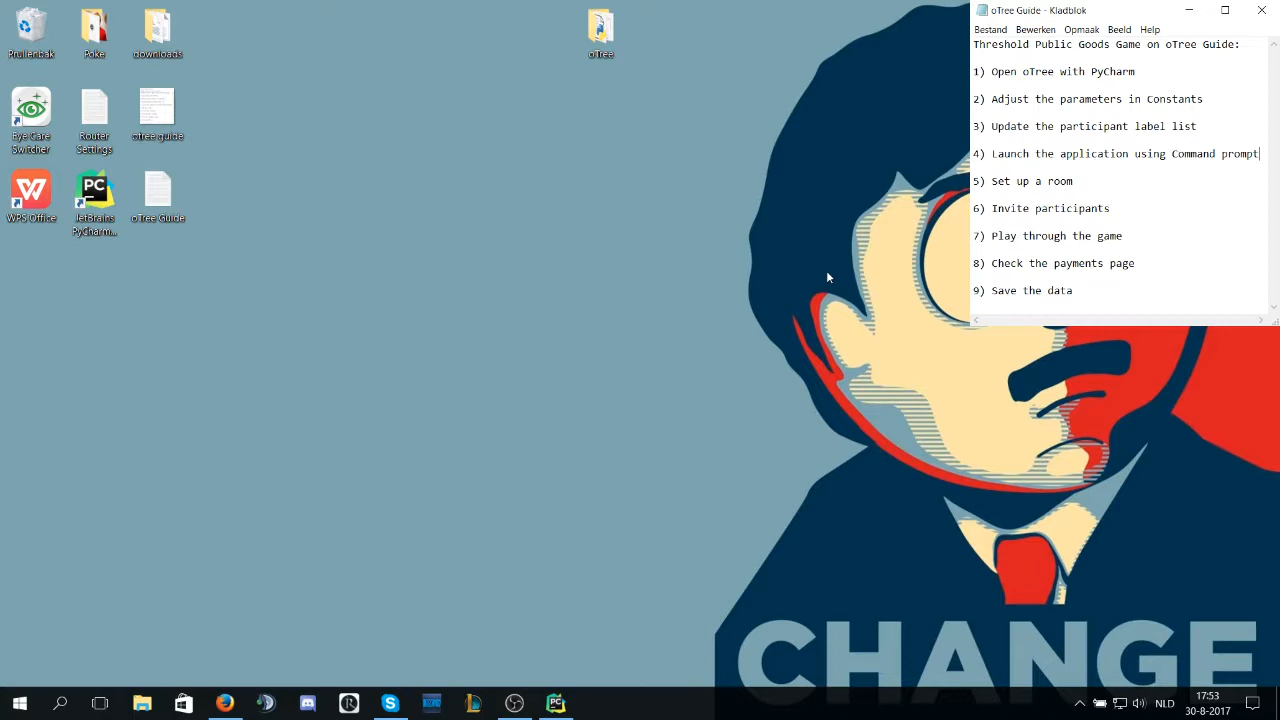 Prullenbak
Poke
downloads
oTree
Eye Care
Switcher
Router
Settings
otree guide
WPS Office
JetBrains
PyCharm...
oTree Guide
oTree Guide - Kladblok
Bestand Bewerken Opmaak Beeld Help
Threshold Public Goods Game on oTree Guide:
1) Open oTree with PyCharm
2) Adjust the parameters in Constants
3) Update the participant label list
4) Launch the application using Command prompt
5) Set up a room
6) Invite participants
7) Play through the game
8) Check the payments page
9) Save the data
CHANGE
NLD
17:53
30-8-2017